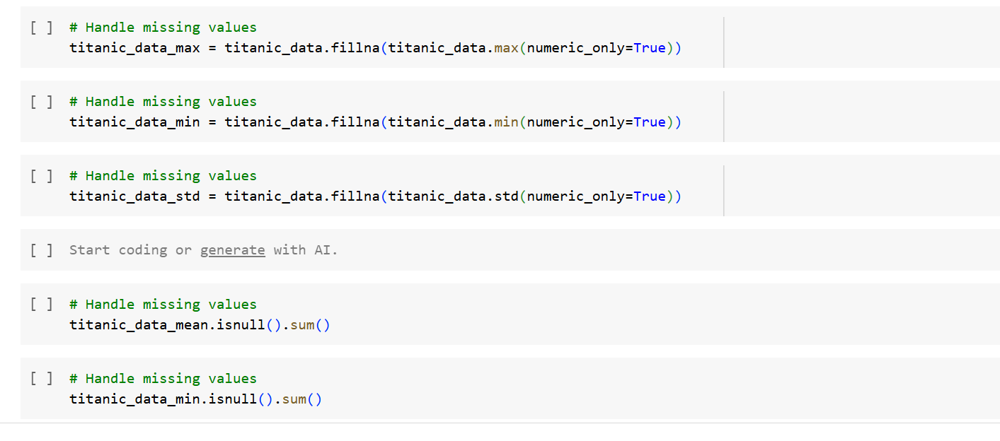 [ ] # Handle missing values
titanic_data_max = titanic_data.fillna(titanic_data.max(numeric_only=True))
[ ] # Handle missing values
titanic_data_min = titanic_data.fillna(titanic_data.min(numeric_only=True))
[ ] # Handle missing values
titanic_data_std = titanic_data.fillna(titanic_data.std(numeric_only=True))
[ ] Start coding or generate with AI.
[ ] # Handle missing values
titanic_data_mean.isnull().sum()
[ ] # Handle missing values
titanic_data_min.isnull().sum()